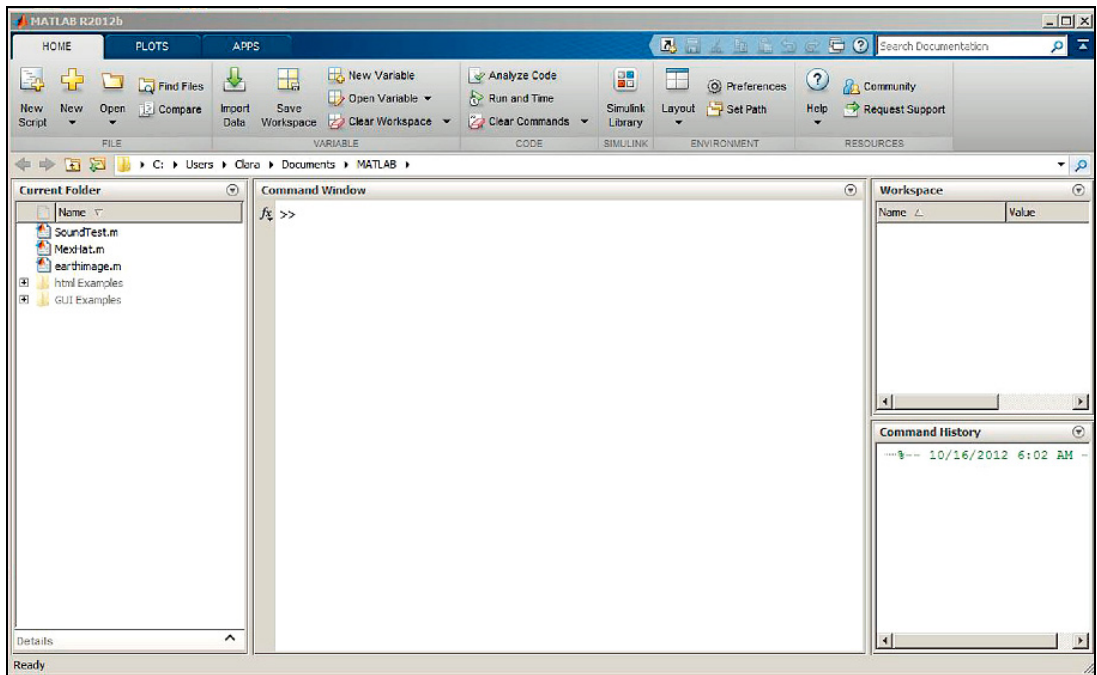 MATLAB R2012b
HOME PLOTS APPS Search Documentation
New Script New Open Find Files Compare Import Data Save Workspace New Variable Open Variable Clear Workspace Analyze Code Run and Time Clear Commands Simulink Library Layout Preferences Set Path Help Community Request Support
FILE VARIABLE CODE SIMULINK ENVIRONMENT RESOURCES
C: Users Clara Documents MATLAB
Current Folder
Name
SoundTest.m
MexHat.m
earthimage.m
html Examples
GUI Examples
Details
Command Window
fx >>
Workspace
Name Value
Command History
%-- 10/16/2012 6:02 AM -
Ready